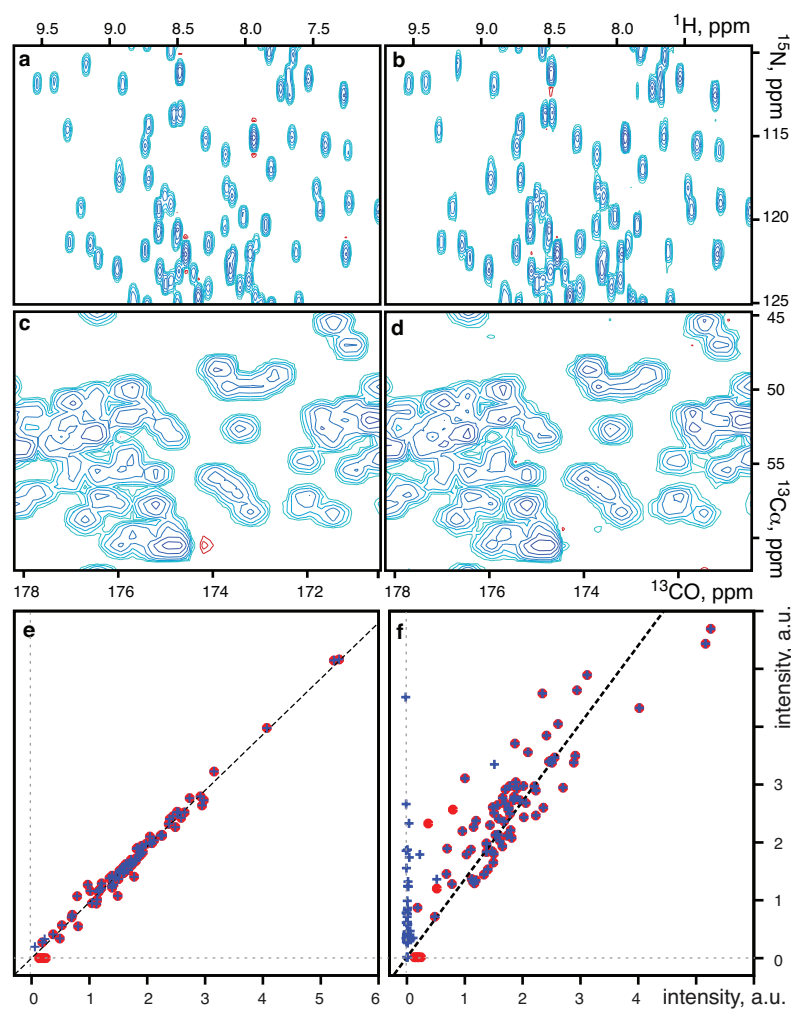 9.5 9.0 8.5 8.0 7.5 9.5 9.0 8.5 8.0 ¹H, ppm
a b
¹⁵N, ppm
115
120
125
c d
45
50
55
¹³Cα, ppm
178 176 174 172 178 176 174 ¹³CO, ppm
e f
intensity, a.u.
3
2
1
0
0 1 2 3 4 5 6 0 1 2 3 4 intensity, a.u.